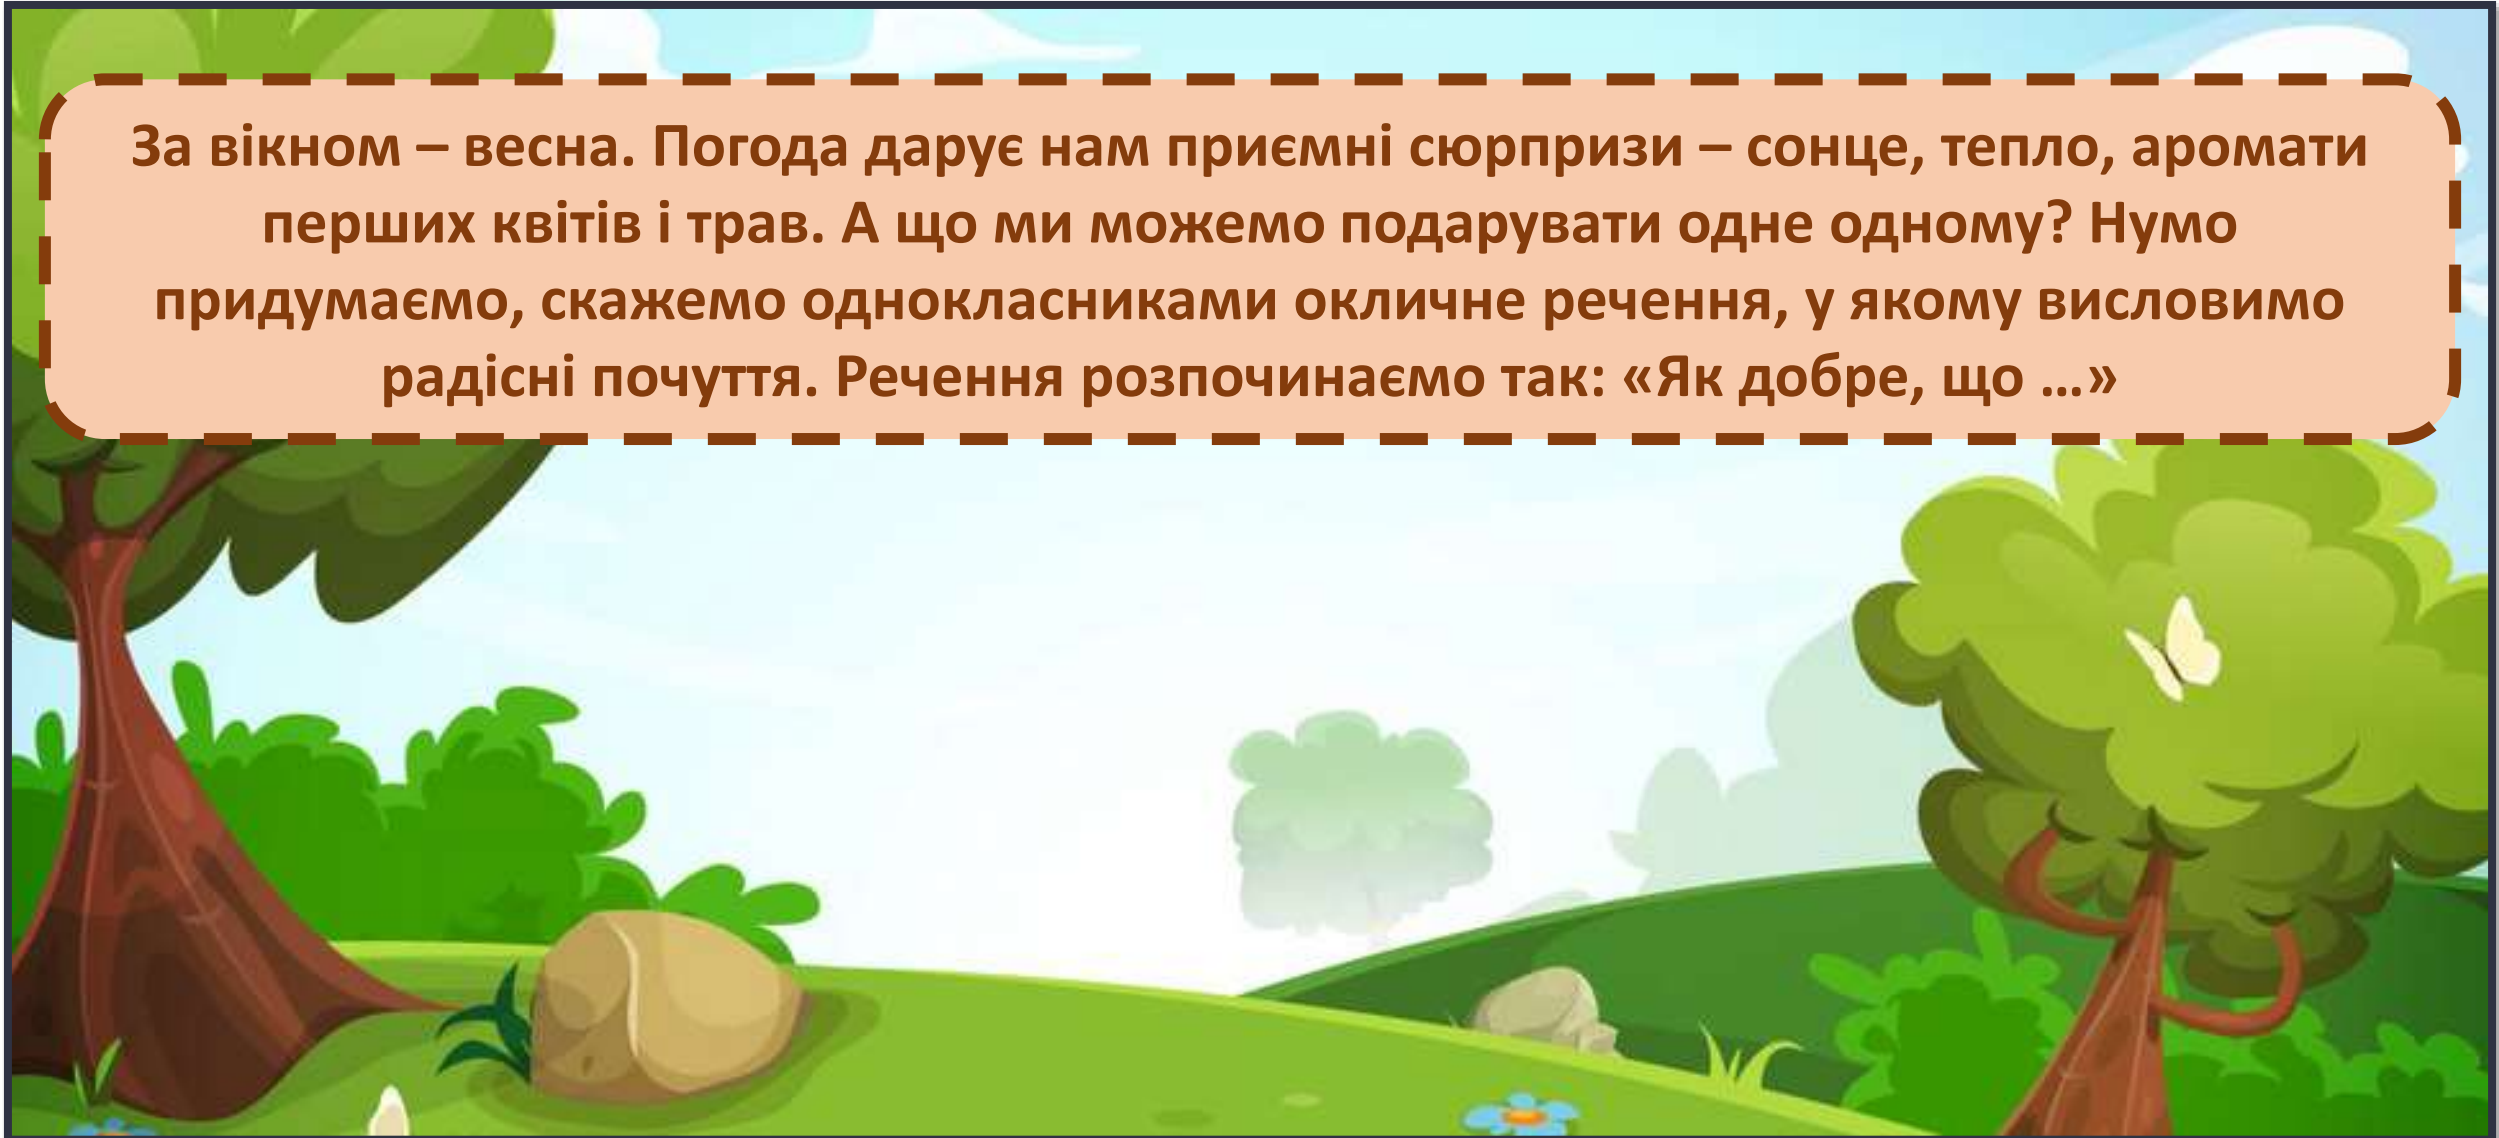 За вікном – весна. Погода дарує нам приємні сюрпризи – сонце, тепло, аромати
перших квітів і трав. А що ми можемо подарувати одне одному? Нумо
придумаємо, скажемо однокласниками окличне речення, у якому висловимо
радісні почуття. Речення розпочинаємо так: «Як добре, що …»